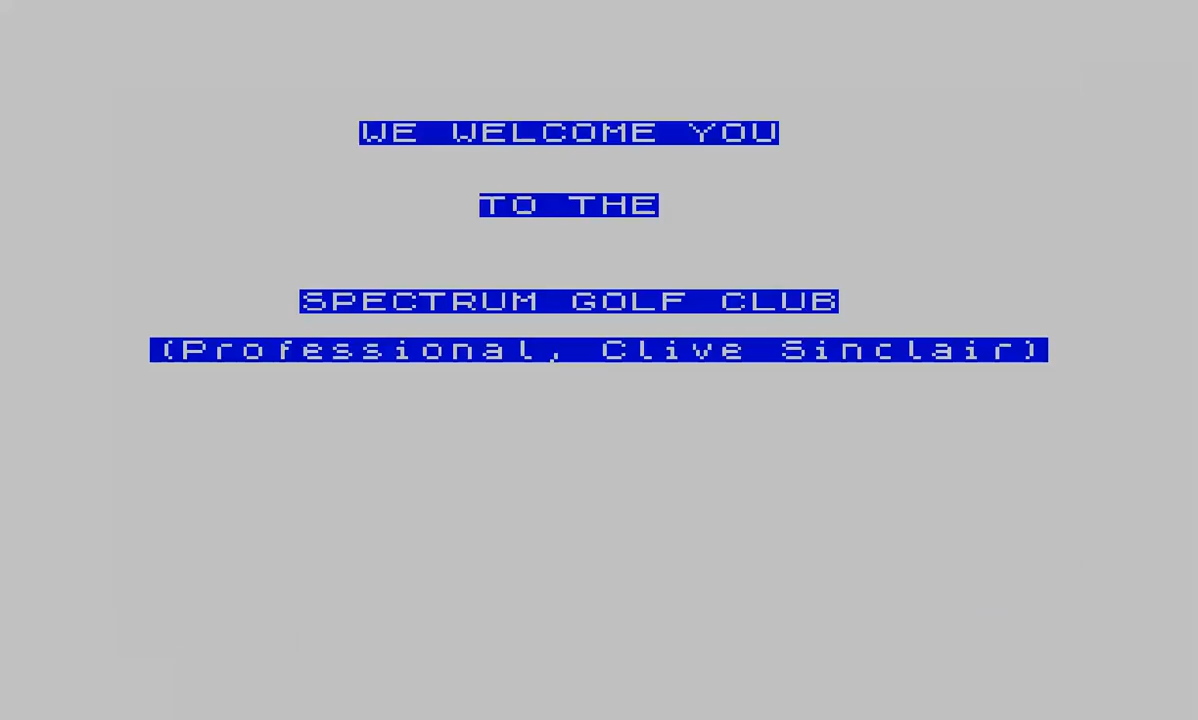 WE WELCOME YOU
TO THE
SPECTRUM GOLF CLUB
(Professional, Clive Sinclair)